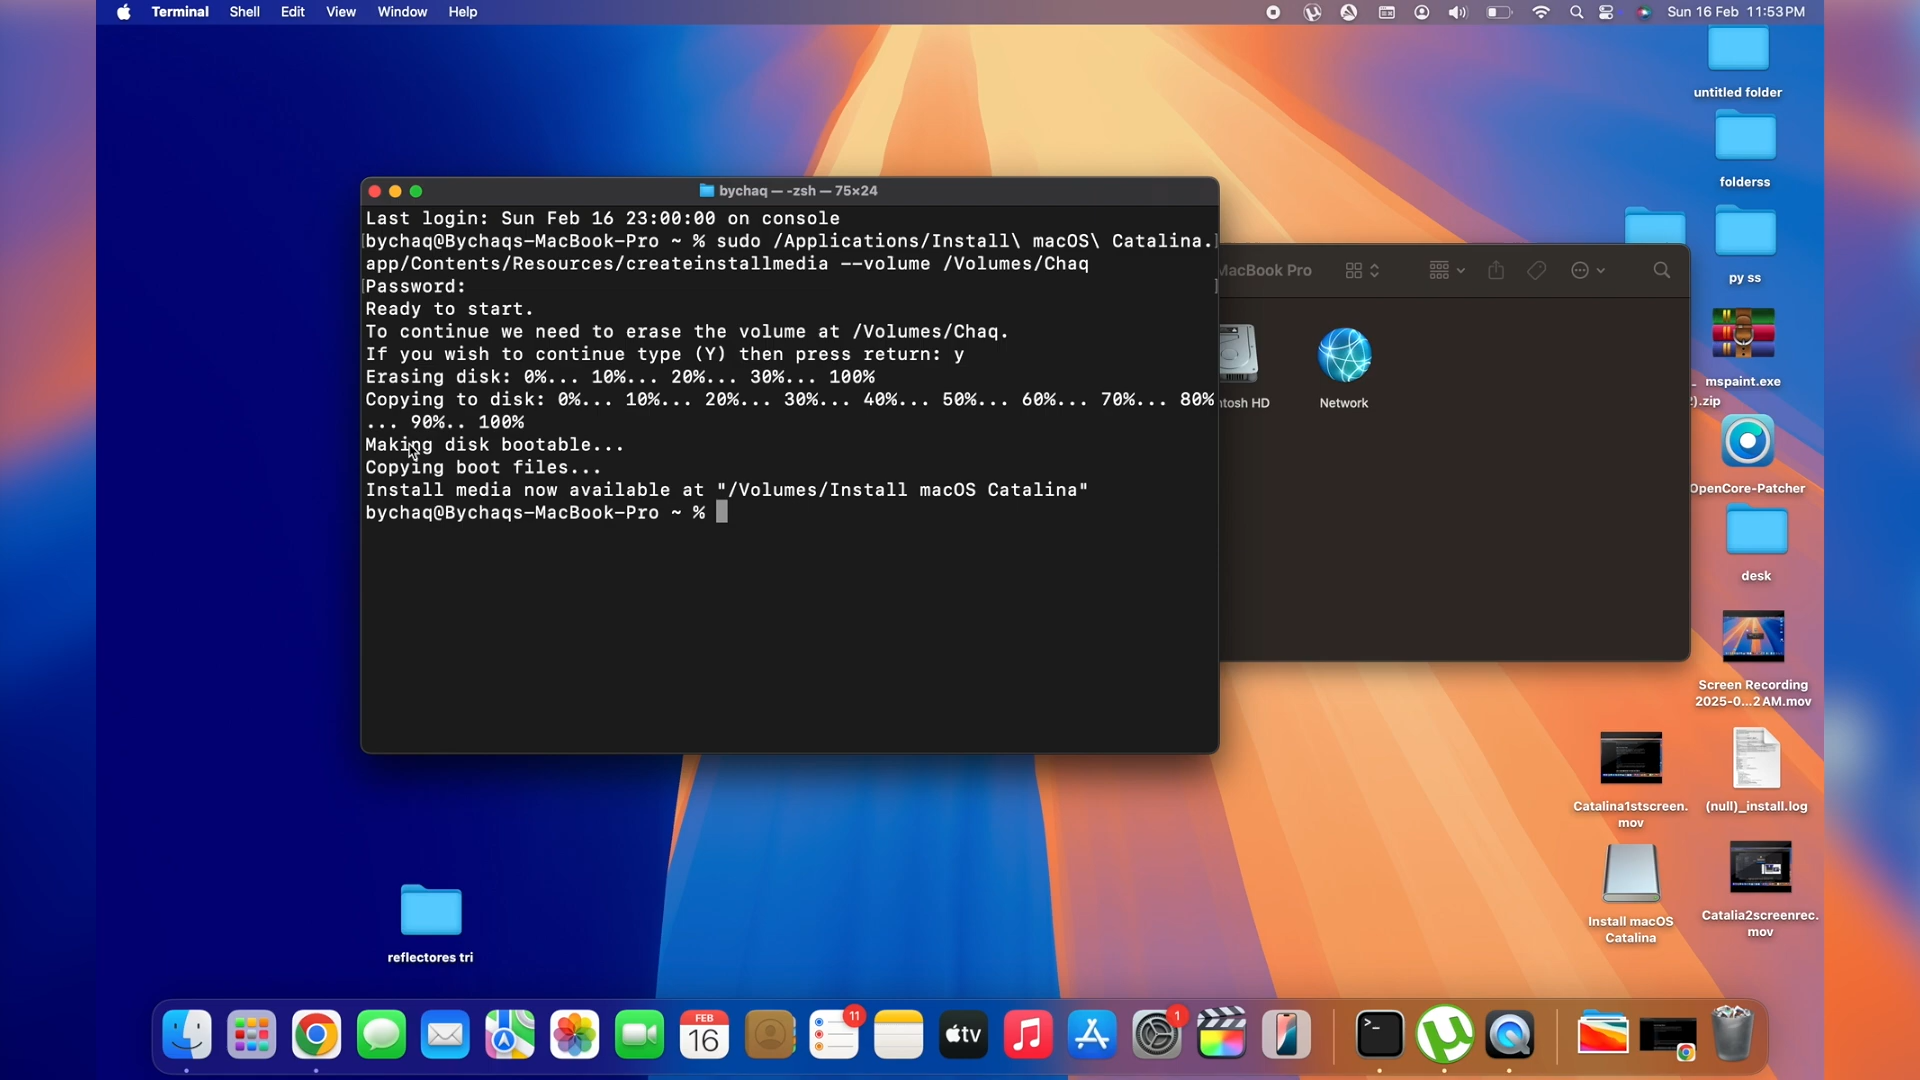 Terminal Shell Edit View Window Help
Sun 16 Feb 11:53 PM
untitled folder
folderss
py ss
bychaq — -zsh — 75×24
Last login: Sun Feb 16 23:00:00 on console
[bychaq@Bychaqs-MacBook-Pro ~ % sudo /Applications/Install\ macOS\ Catalina.]
app/Contents/Resources/createinstallmedia --volume /Volumes/Chaq
[Password: ]
Ready to start.
To continue we need to erase the volume at /Volumes/Chaq.
If you wish to continue type (Y) then press return: y
Erasing disk: 0%... 10%... 20%... 30%... 100%
Copying to disk: 0%... 10%... 20%... 30%... 40%... 50%... 60%... 70%... 80%
... 90%.. 100%
Making disk bootable...
Copying boot files...
Install media now available at "/Volumes/Install macOS Catalina"
bychaq@Bychaqs-MacBook-Pro ~ %
MacBook Pro
ntosh HD
Network
mspaint.exe
2).zip
OpenCore-Patcher
desk
Screen Recording
2025-0...2 AM.mov
Catalina1stscreen.
mov
(null)_install.log
Install macOS
Catalina
Catalia2screenrec.
mov
reflectores tri
FEB
16
11
tv
1